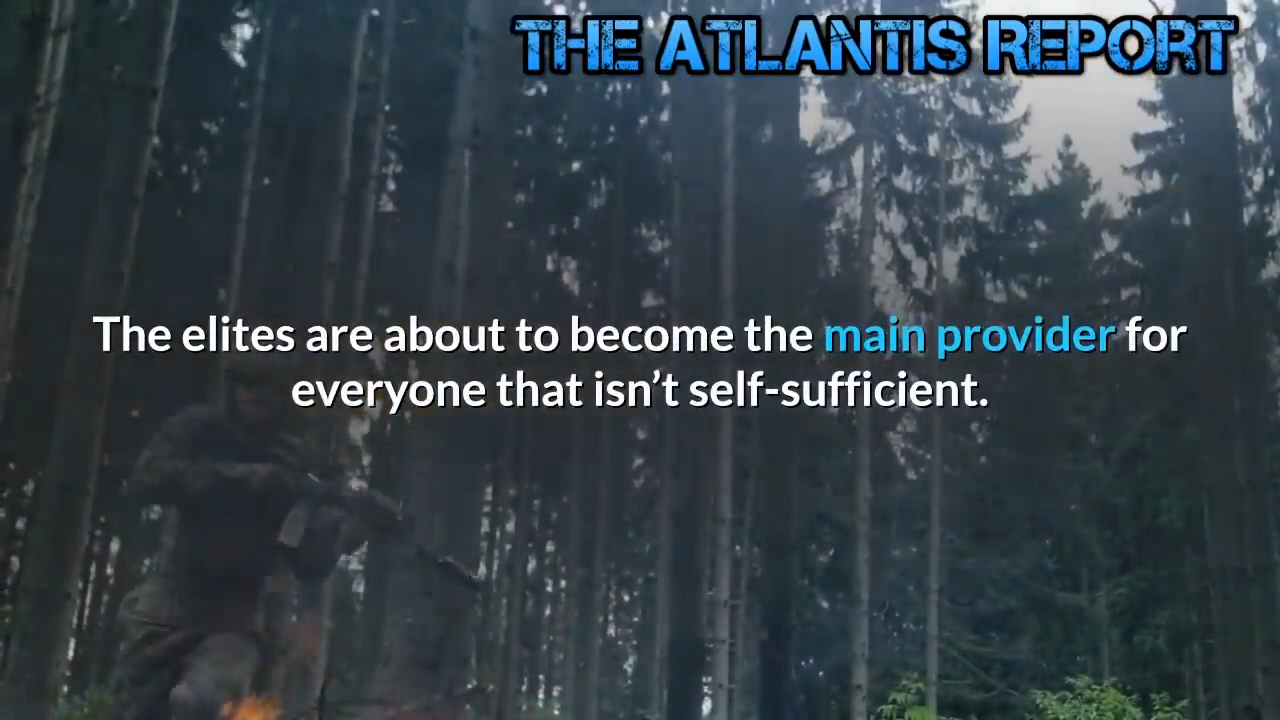 THE ATLANTIS REPORT
The elites are about to become the main provider for
everyone that isn’t self-sufficient.